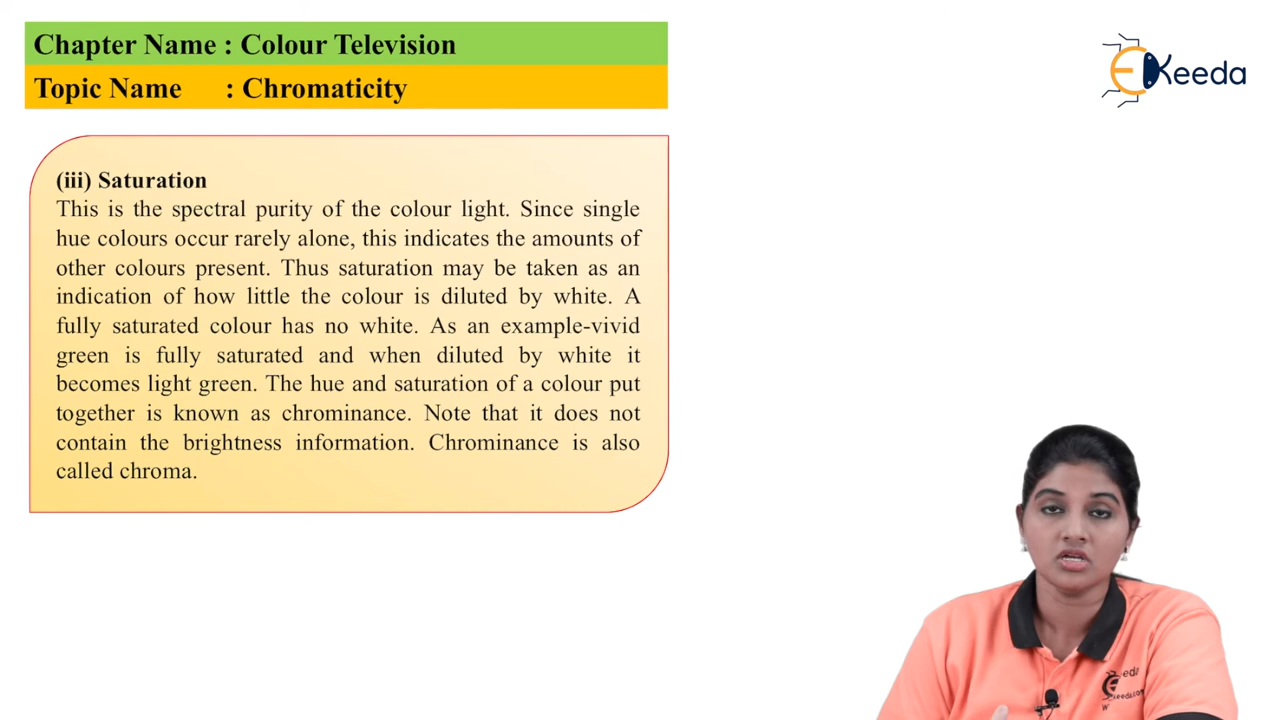 Chapter Name : Colour Television
Topic Name : Chromaticity
EKeeda
(iii) Saturation
This is the spectral purity of the colour light. Since single
hue colours occur rarely alone, this indicates the amounts of
other colours present. Thus saturation may be taken as an
indication of how little the colour is diluted by white. A
fully saturated colour has no white. As an example-vivid
green is fully saturated and when diluted by white it
becomes light green. The hue and saturation of a colour put
together is known as chrominance. Note that it does not
contain the brightness information. Chrominance is also
called chroma.
eeda